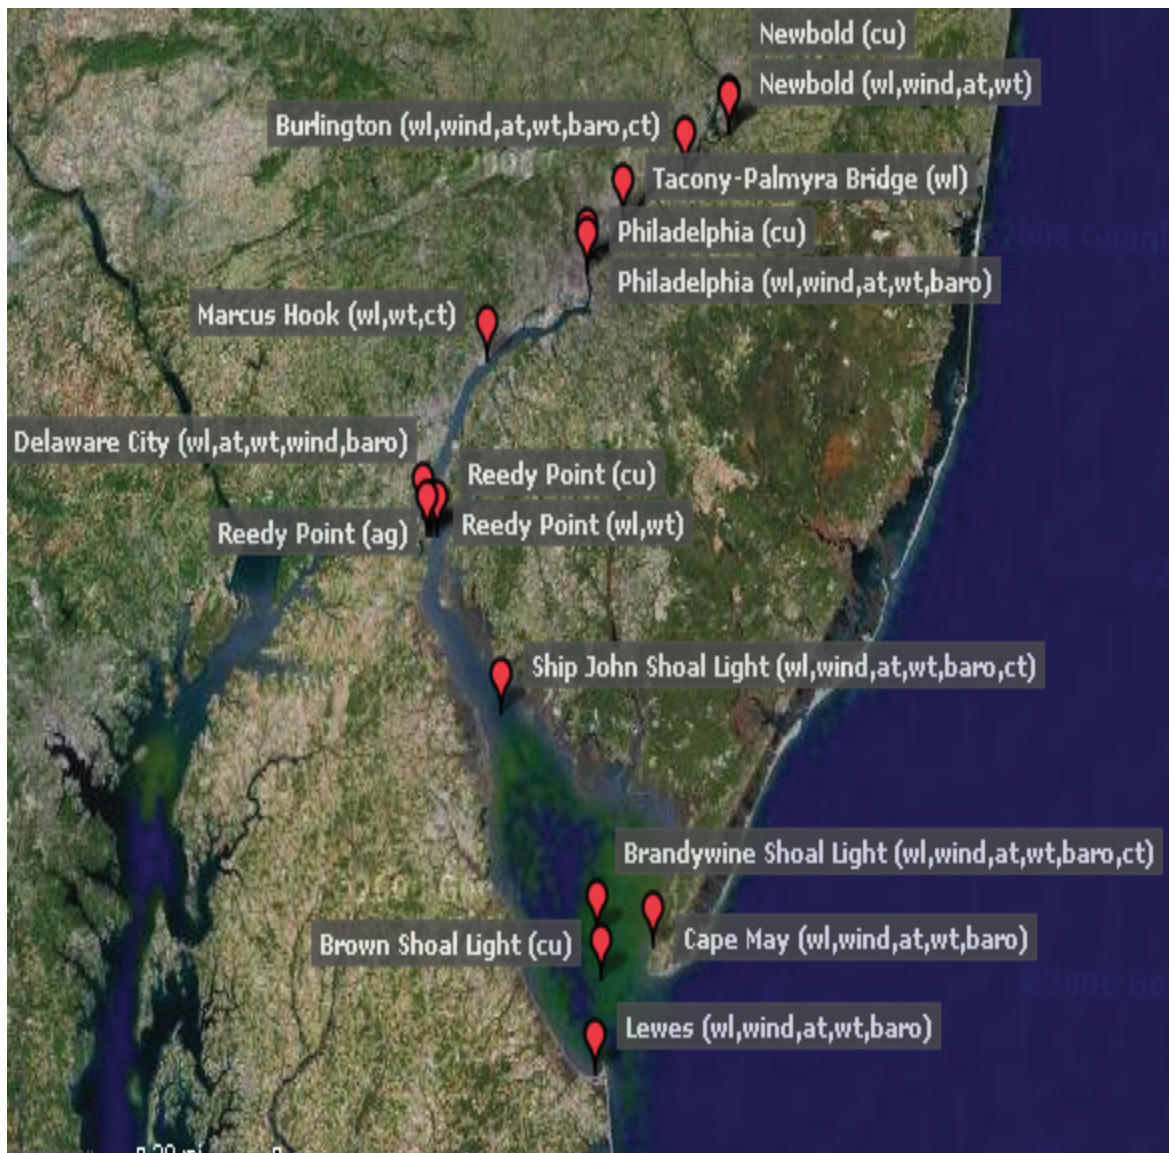 Newbold (cu)
Newbold (wl,wind,at,wt)
Burlington (wl,wind,at,wt,baro,ct)
Tacony-Palmyra Bridge (wl)
Philadelphia (cu)
Philadelphia (wl,wind,at,wt,baro)
Marcus Hook (wl,wt,ct)
Delaware City (wl,at,wt,wind,baro)
Reedy Point (cu)
Reedy Point (wl,wt)
Reedy Point (ag)
Ship John Shoal Light (wl,wind,at,wt,baro,ct)
Brandywine Shoal Light (wl,wind,at,wt,baro,ct)
Cape May (wl,wind,at,wt,baro)
Brown Shoal Light (cu)
Lewes (wl,wind,at,wt,baro)